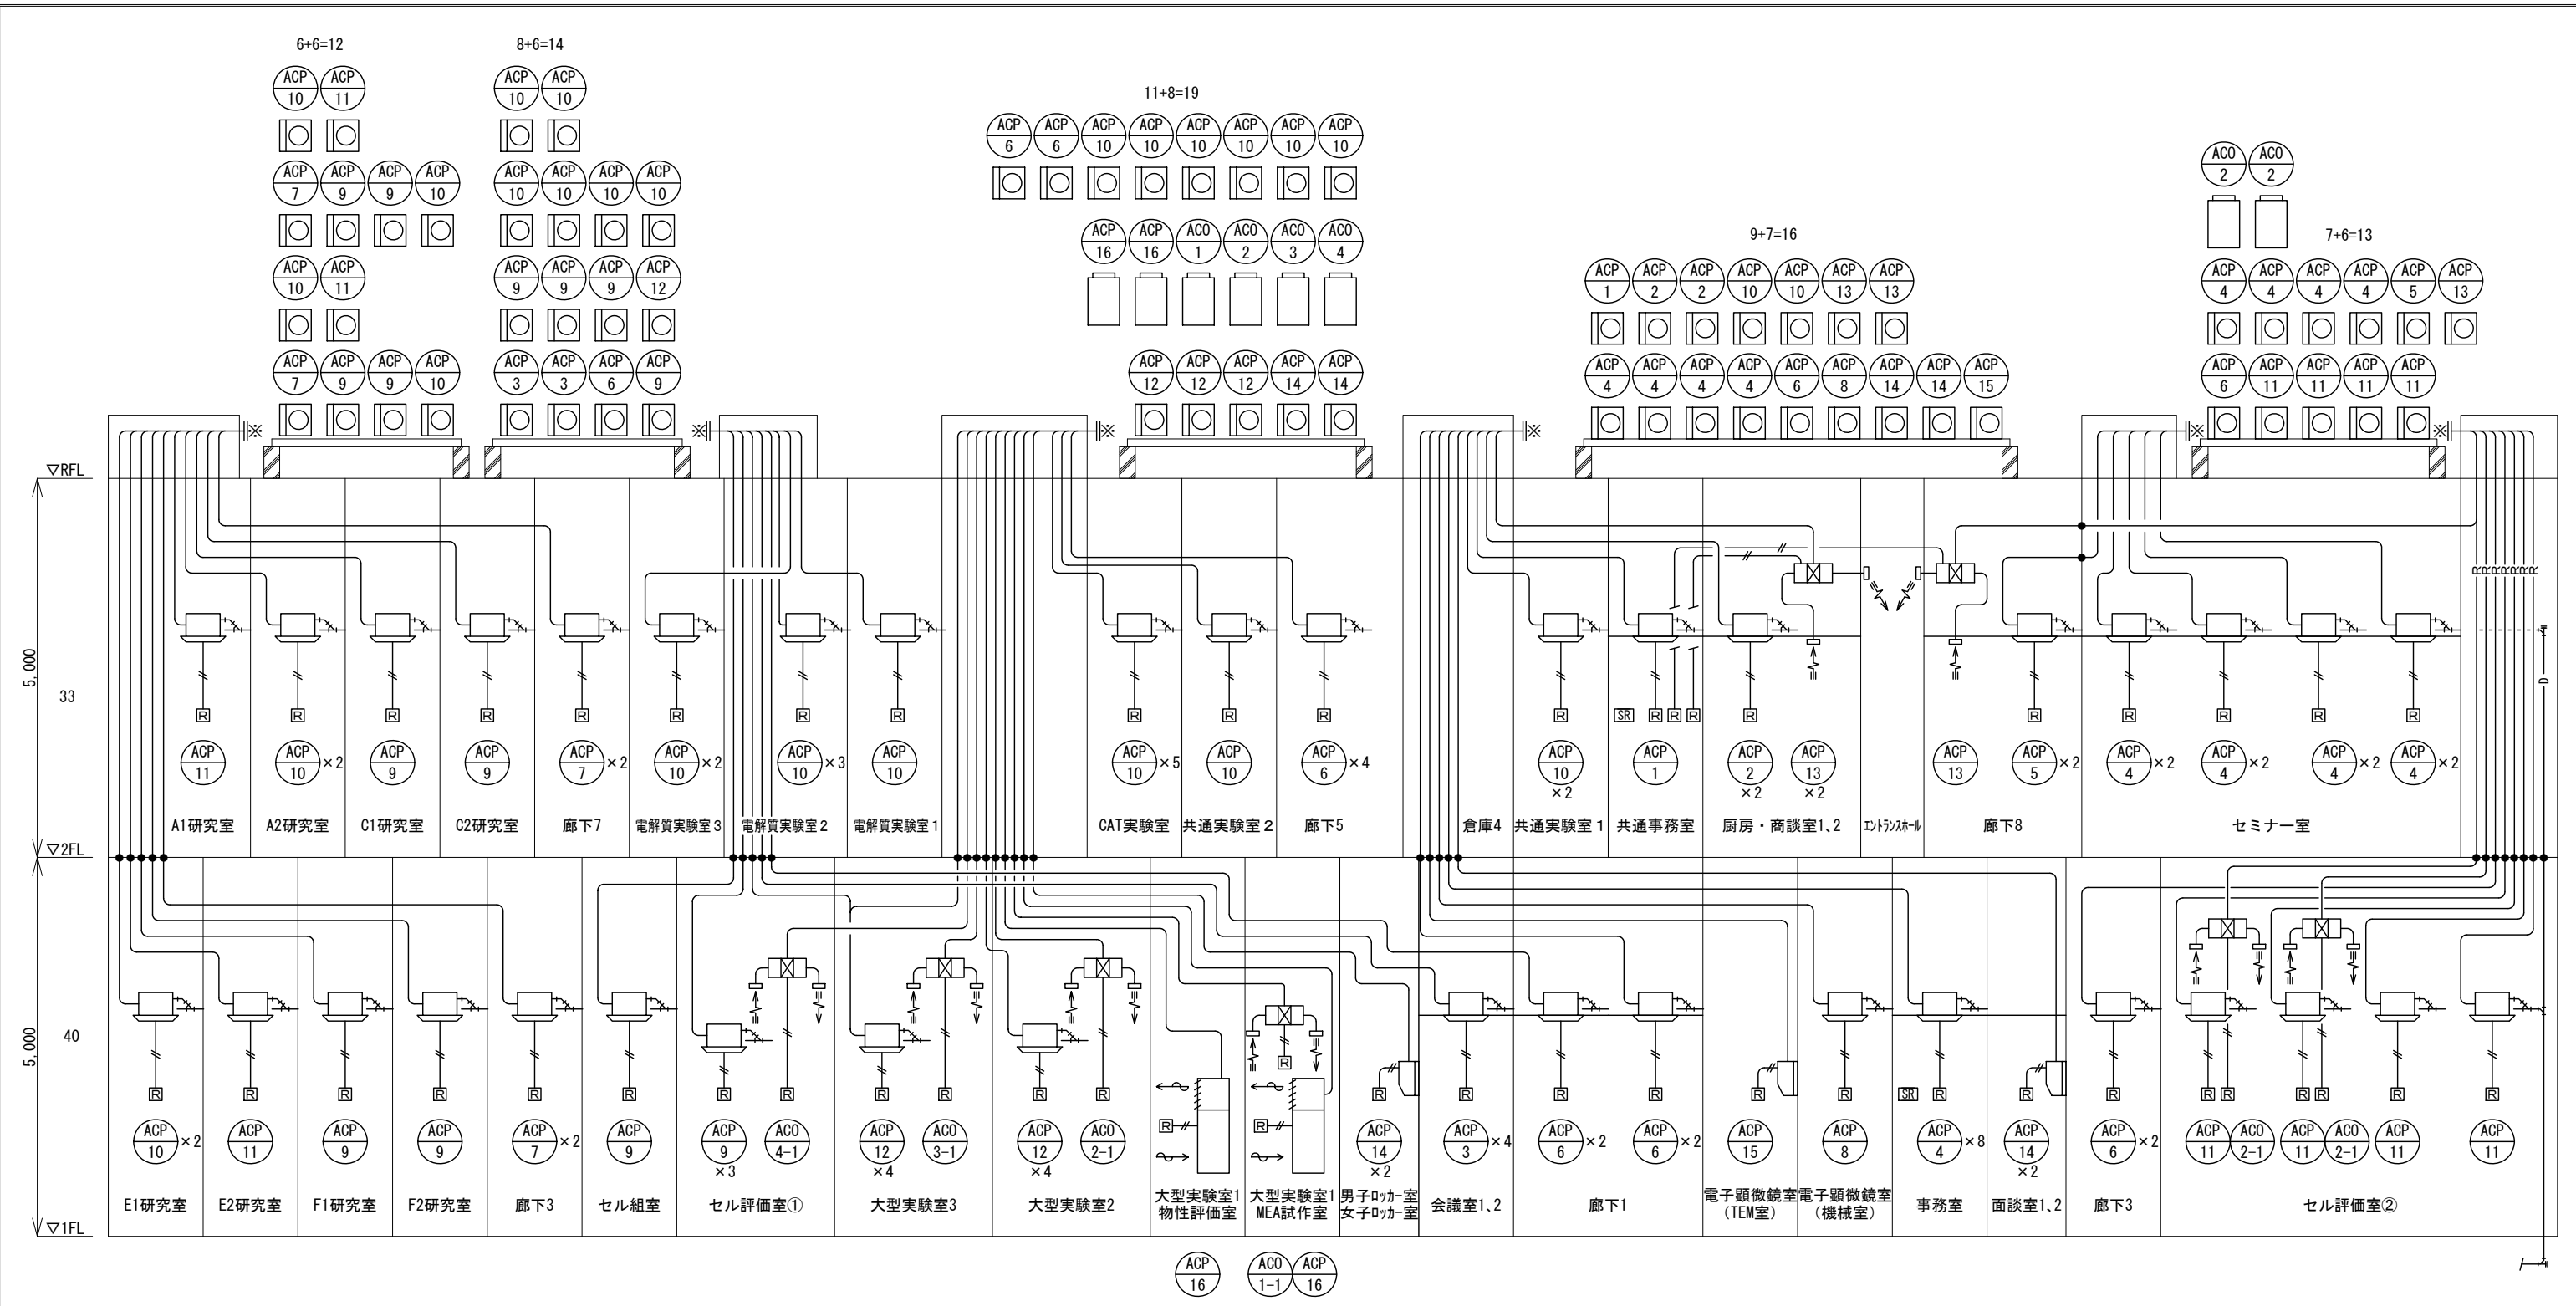 6+6=12
8+6=14
11+8=19
9+7=16
7+6=13
ACP 10 ACP 11
ACP 7 ACP 9 ACP 9 ACP 10
ACP 10 ACP 11
ACP 7 ACP 9 ACP 9 ACP 10
ACP 10 ACP 10
ACP 10 ACP 10 ACP 10 ACP 10
ACP 9 ACP 9 ACP 9 ACP 12
ACP 3 ACP 3 ACP 6 ACP 9
ACP 6 ACP 6 ACP 10 ACP 10 ACP 10 ACP 10 ACP 10 ACP 10
ACP 16 ACP 16 ACO 1 ACO 2 ACO 3 ACO 4
ACP 12 ACP 12 ACP 12 ACP 14 ACP 14
ACP 1 ACP 2 ACP 2 ACP 10 ACP 10 ACP 13 ACP 13
ACP 4 ACP 4 ACP 4 ACP 4 ACP 6 ACP 8 ACP 14 ACP 14 ACP 15
ACO 2 ACO 2
ACP 4 ACP 4 ACP 4 ACP 4 ACP 5 ACP 13
ACP 6 ACP 11 ACP 11 ACP 11 ACP 11
※ ※ ※ ※ ※ ※
▽RFL
5,000
33
R R R R R R R
D
R R R R R R R R R R R R SR R R R R R R R R R
ACP 11
ACP 10 ×2
ACP 9
ACP 9
ACP 7 ×2
ACP 10 ×2
ACP 10 ×3
ACP 10
ACP 10 ×5
ACP 10
ACP 6 ×4
ACP 10 ×2
ACP 1
ACP 2 ×2
ACP 13 ×2
ACP 13
ACP 5 ×2
ACP 4 ×2
ACP 4 ×2
ACP 4 ×2
ACP 4 ×2
A1研究室 A2研究室 C1研究室 C2研究室 廊下7 電解質実験室3 電解質実験室2 電解質実験室1 CAT実験室 共通実験室2 廊下5 倉庫4 共通実験室1 共通事務室 厨房・商談室1,2 エントランスホール 廊下8 セミナー室
▽2FL
5,000
40
R
R R R R R R R R R R R R R R R R R R SR R R R R R R R R R
R R
ACP 10 ×2
ACP 11
ACP 9
ACP 9
ACP 7 ×2
ACP 9
ACP 9 ×3
ACO 4-1
ACP 12 ×4
ACO 3-1
ACP 12 ×4
ACO 2-1
ACP 14 ×2
ACP 3 ×4
ACP 6 ×2
ACP 6 ×2
ACP 15
ACP 8
ACP 4 ×8
ACP 14 ×2
ACP 6 ×2
ACP 11
ACO 2-1
ACP 11
ACO 2-1
ACP 11
ACP 11
E1研究室 E2研究室 F1研究室 F2研究室 廊下3 セル組室 セル評価室① 大型実験室3 大型実験室2
大型実験室1
物性評価室
大型実験室1
MEA試作室
男子ロッカー室
女子ロッカー室
会議室1,2
廊下1
電子顕微鏡室
(TEM室)
電子顕微鏡室
(機械室)
事務室
面談室1,2
廊下3
セル評価室②
▽1FL
ACP 16
ACO 1-1
ACP 16